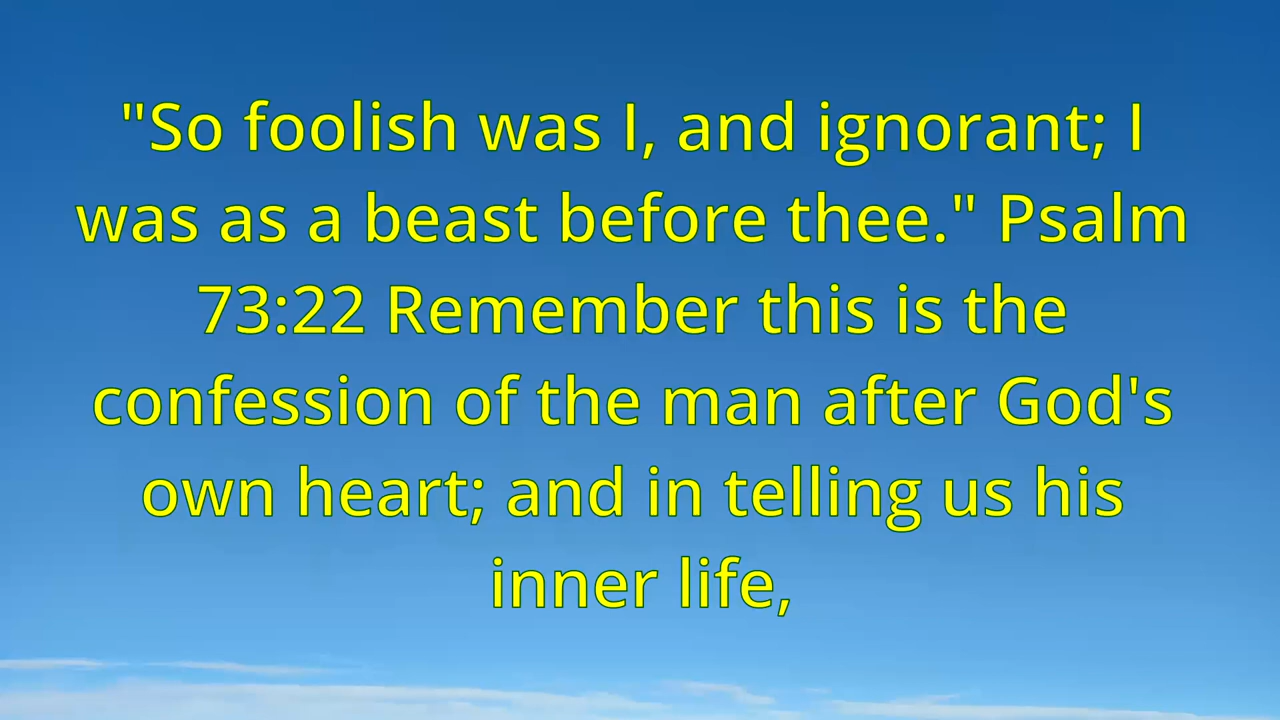 "So foolish was I, and ignorant; I
was as a beast before thee." Psalm
73:22 Remember this is the
confession of the man after God's
own heart; and in telling us his
inner life,